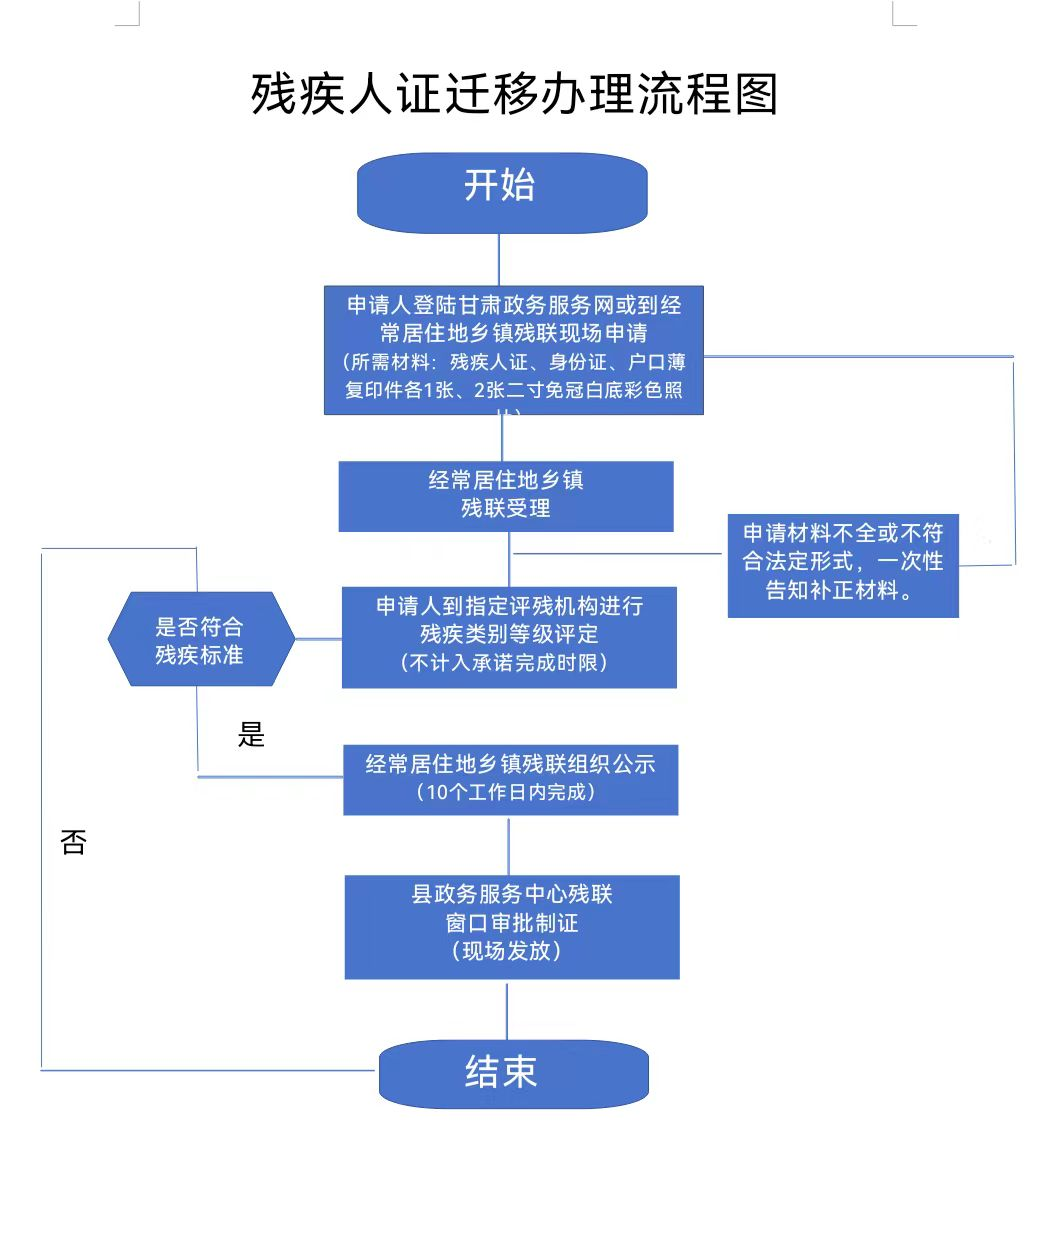 残疾人证迁移办理流程图
开始
申请人登陆甘肃政务服务网或到经
常居住地乡镇残联现场申请
（所需材料：残疾人证、身份证、户口薄
复印件各1张、2张二寸免冠白底彩色照
经常居住地乡镇
残联受理
申请材料不全或不符
合法定形式，一次性
告知补正材料。
申请人到指定评残机构进行
残疾类别等级评定
（不计入承诺完成时限）
是否符合
残疾标准
是
经常居住地乡镇残联组织公示
（10个工作日内完成）
否
县政务服务中心残联
窗口审批制证
（现场发放）
结束